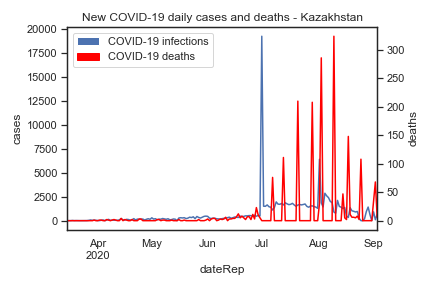 New COVID-19 daily cases and deaths - Kazakhstan
COVID-19 infections
COVID-19 deaths
20000
17500
15000
12500
10000
7500
5000
2500
0
cases
300
250
200
150
100
50
0
deaths
Apr
2020
May
Jun
Jul
Aug
Sep
dateRep